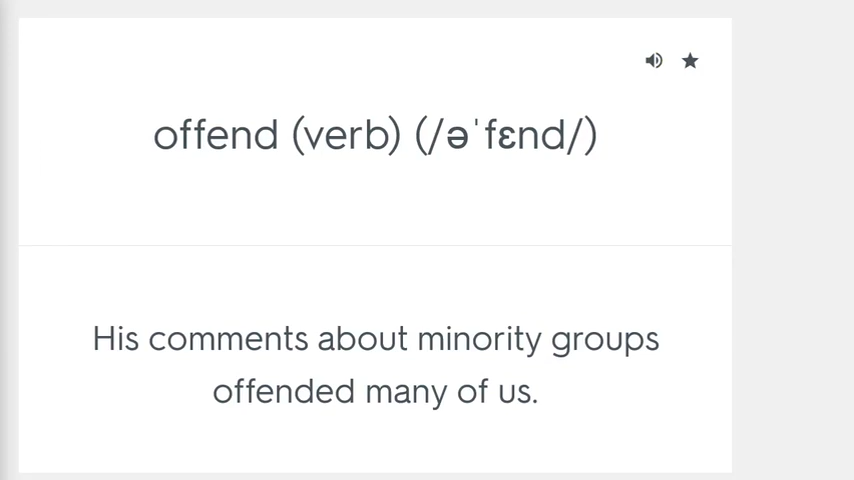 offend (verb) (/əˈfɛnd/)
His comments about minority groups
offended many of us.